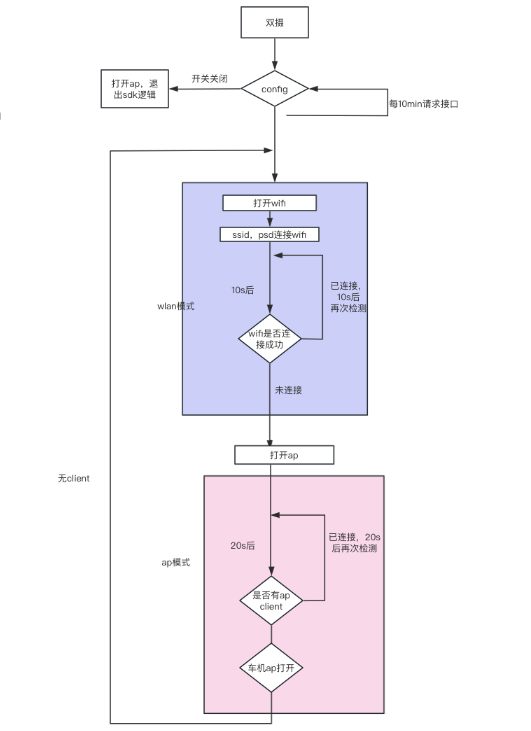 双摄
打开ap，退
出sdk逻辑
开关关闭
config
每10min请求接口
打开wifi
ssid，psd连接wifi
10s后
已连接，
10s后
再次检测
wlan模式
wifi是否连
接成功
未连接
打开ap
无client
20s后
已连接，20s
后再次检测
ap模式
是否有ap
client
车机ap打开